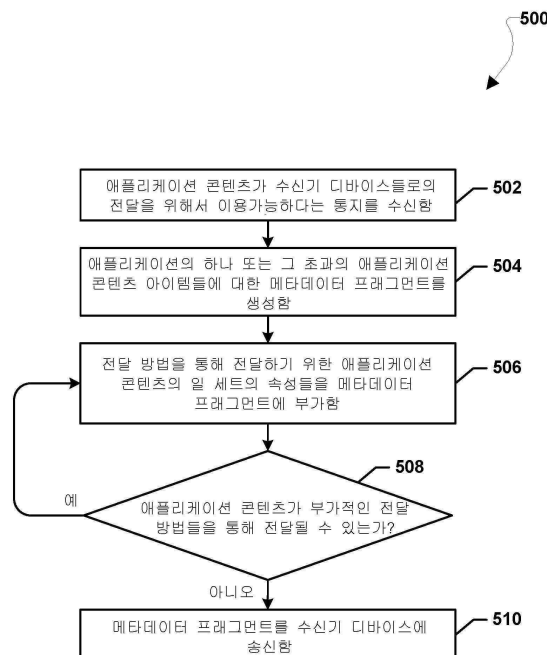 500
애플리케이션 콘텐츠가 수신기 디바이스들로의
전달을 위해서 이용가능하다는 통지를 수신함
502
애플리케이션의 하나 또는 그 초과의 애플리케이션
콘텐츠 아이템들에 대한 메타데이터 프래그먼트를
생성함
504
전달 방법을 통해 전달하기 위한 애플리케이션
콘텐츠의 일 세트의 속성들을 메타데이터
프래그먼트에 부가함
506
508
애플리케이션 콘텐츠가 부가적인 전달
방법들을 통해 전달될 수 있는가?
예
아니오
메타데이터 프래그먼트를 수신기 디바이스에
송신함
510